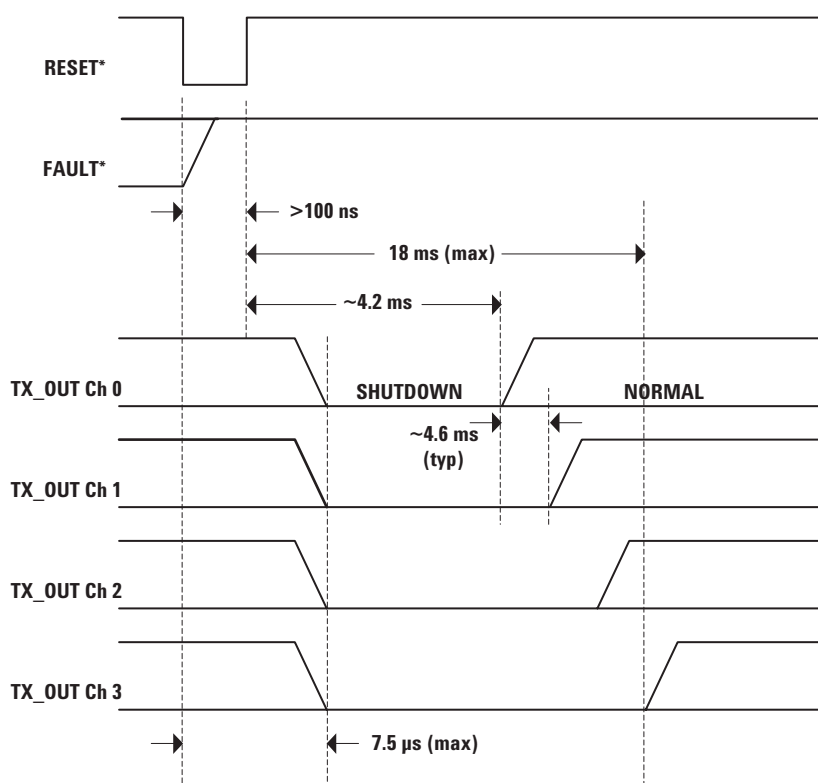 RESET*
FAULT*
>100 ns
18 ms (max)
~4.2 ms
TX_OUT Ch 0
SHUTDOWN
NORMAL
~4.6 ms
(typ)
TX_OUT Ch 1
TX_OUT Ch 2
TX_OUT Ch 3
7.5 µs (max)